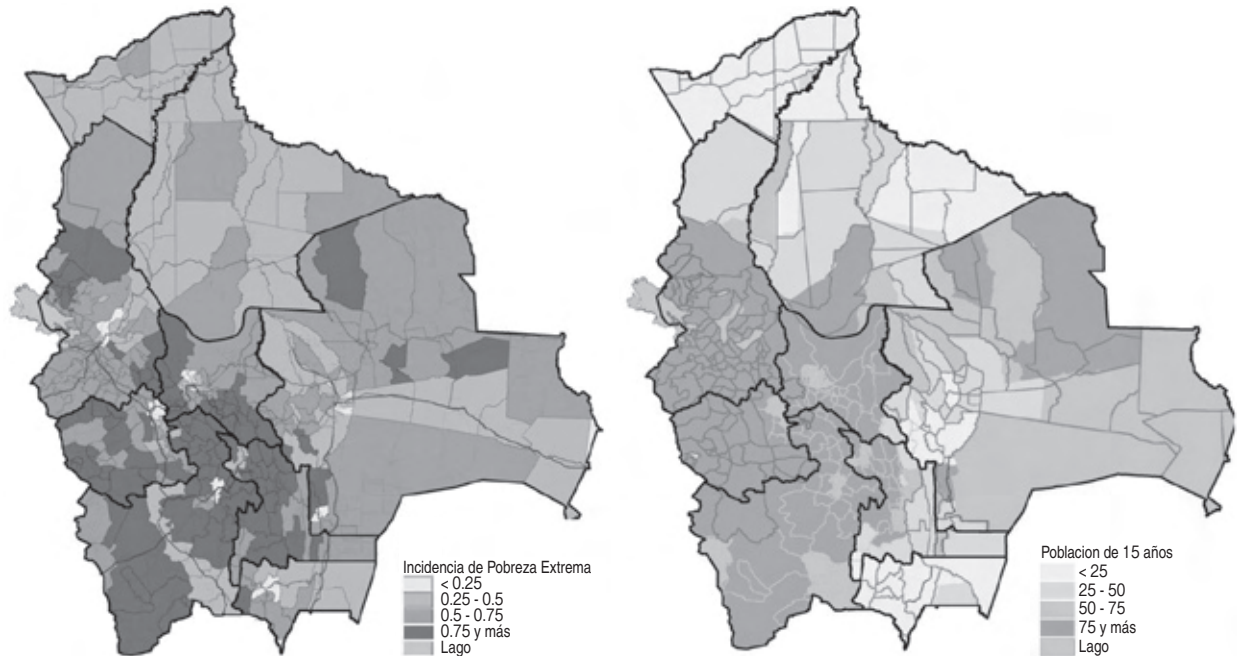 Incidencia de Pobreza Extrema
< 0.25
0.25 - 0.5
0.5 - 0.75
0.75 y más
Lago
Poblacion de 15 años
< 25
25 - 50
50 - 75
75 y más
Lago